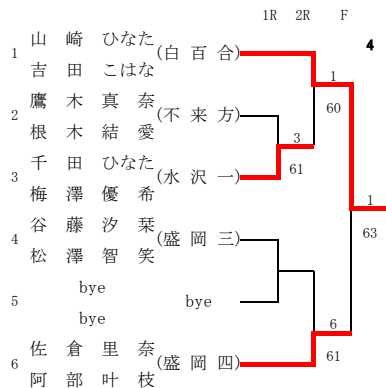 1R 2R F
4
山 崎 ひなた
1 (白 百 合)
吉 田 こはな
1
鷹 木 真 奈
2 (不 来 方) 60
根 木 結 愛
3
千 田 ひなた
3 (水 沢 一) 61
梅 澤 優 希
1
谷 藤 汐 栞
4 (盛 岡 三) 63
松 澤 智 笑
bye
5 bye
bye
6
佐 倉 里 奈
6 (盛 岡 四) 61
阿 部 叶 枝